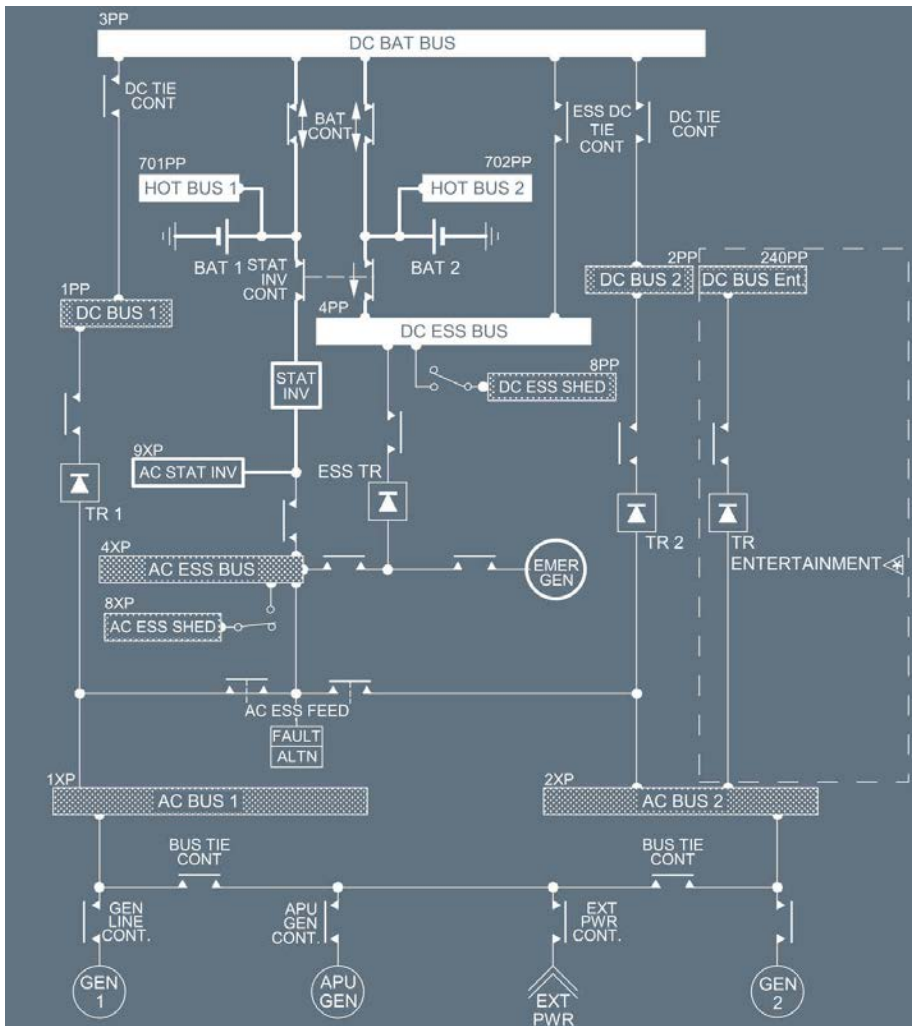 3PP
DC BAT BUS
DC TIE
CONT
BAT
CONT
ESS DC
TIE
CONT
DC TIE
CONT
701PP
HOT BUS 1
702PP
HOT BUS 2
BAT 1
STAT
INV
CONT
BAT 2
1PP
DC BUS 1
4PP
DC ESS BUS
2PP
DC BUS 2
240PP
DC BUS Ent.
STAT
INV
8PP
DC ESS SHED
9XP
AC STAT INV
ESS TR
TR 1
TR 2
TR
ENTERTAINMENT
4XP
AC ESS BUS
EMER
GEN
8XP
AC ESS SHED
AC ESS FEED
FAULT
ALTN
1XP
AC BUS 1
2XP
AC BUS 2
BUS TIE
CONT
BUS TIE
CONT
GEN
LINE
CONT.
APU
GEN
CONT.
EXT
PWR
CONT.
GEN
1
APU
GEN
EXT
PWR
GEN
2